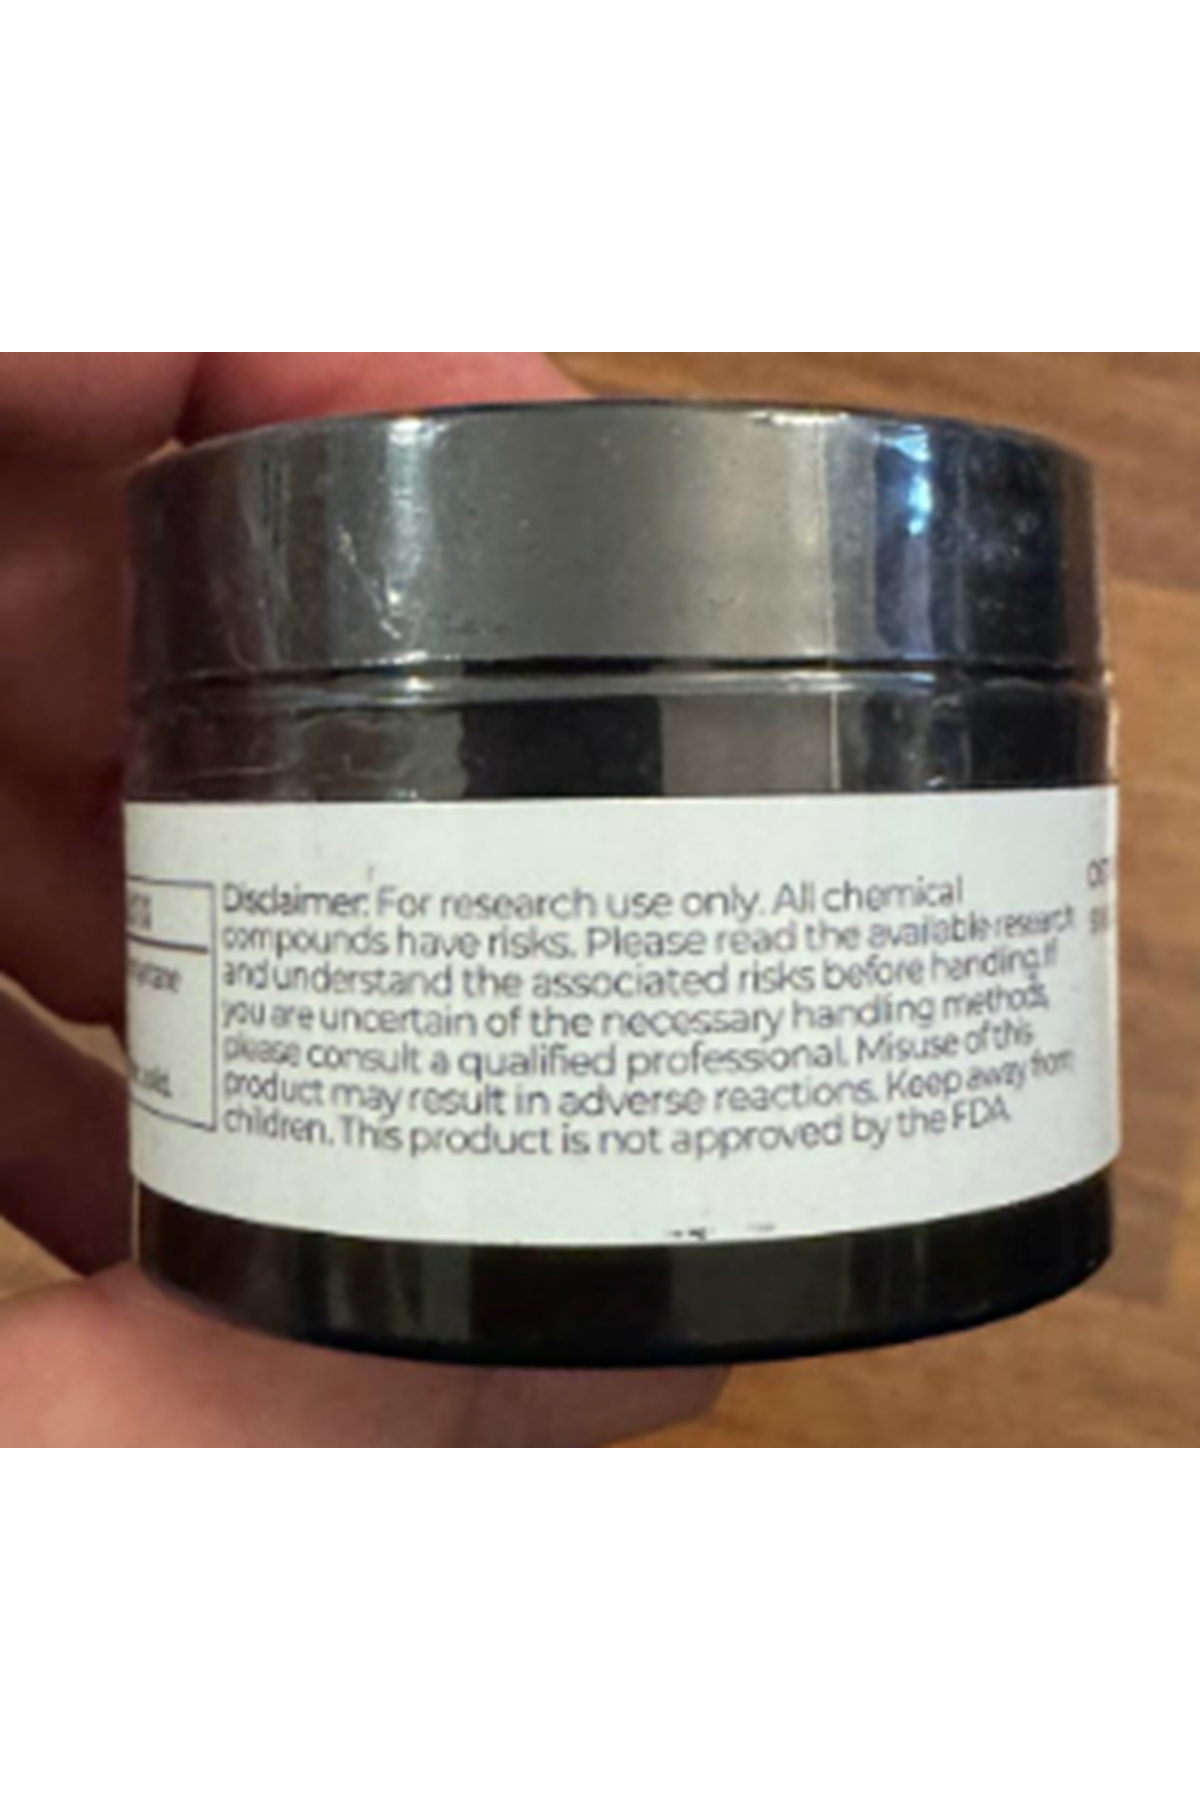 Disclaimer: For research use only. All chemical
compounds have risks. Please read the available research
and understand the associated risks before handling. If
you are uncertain of the necessary handling methods,
please consult a qualified professional. Misuse of this
product may result in adverse reactions. Keep away from
children. This product is not approved by the FDA.